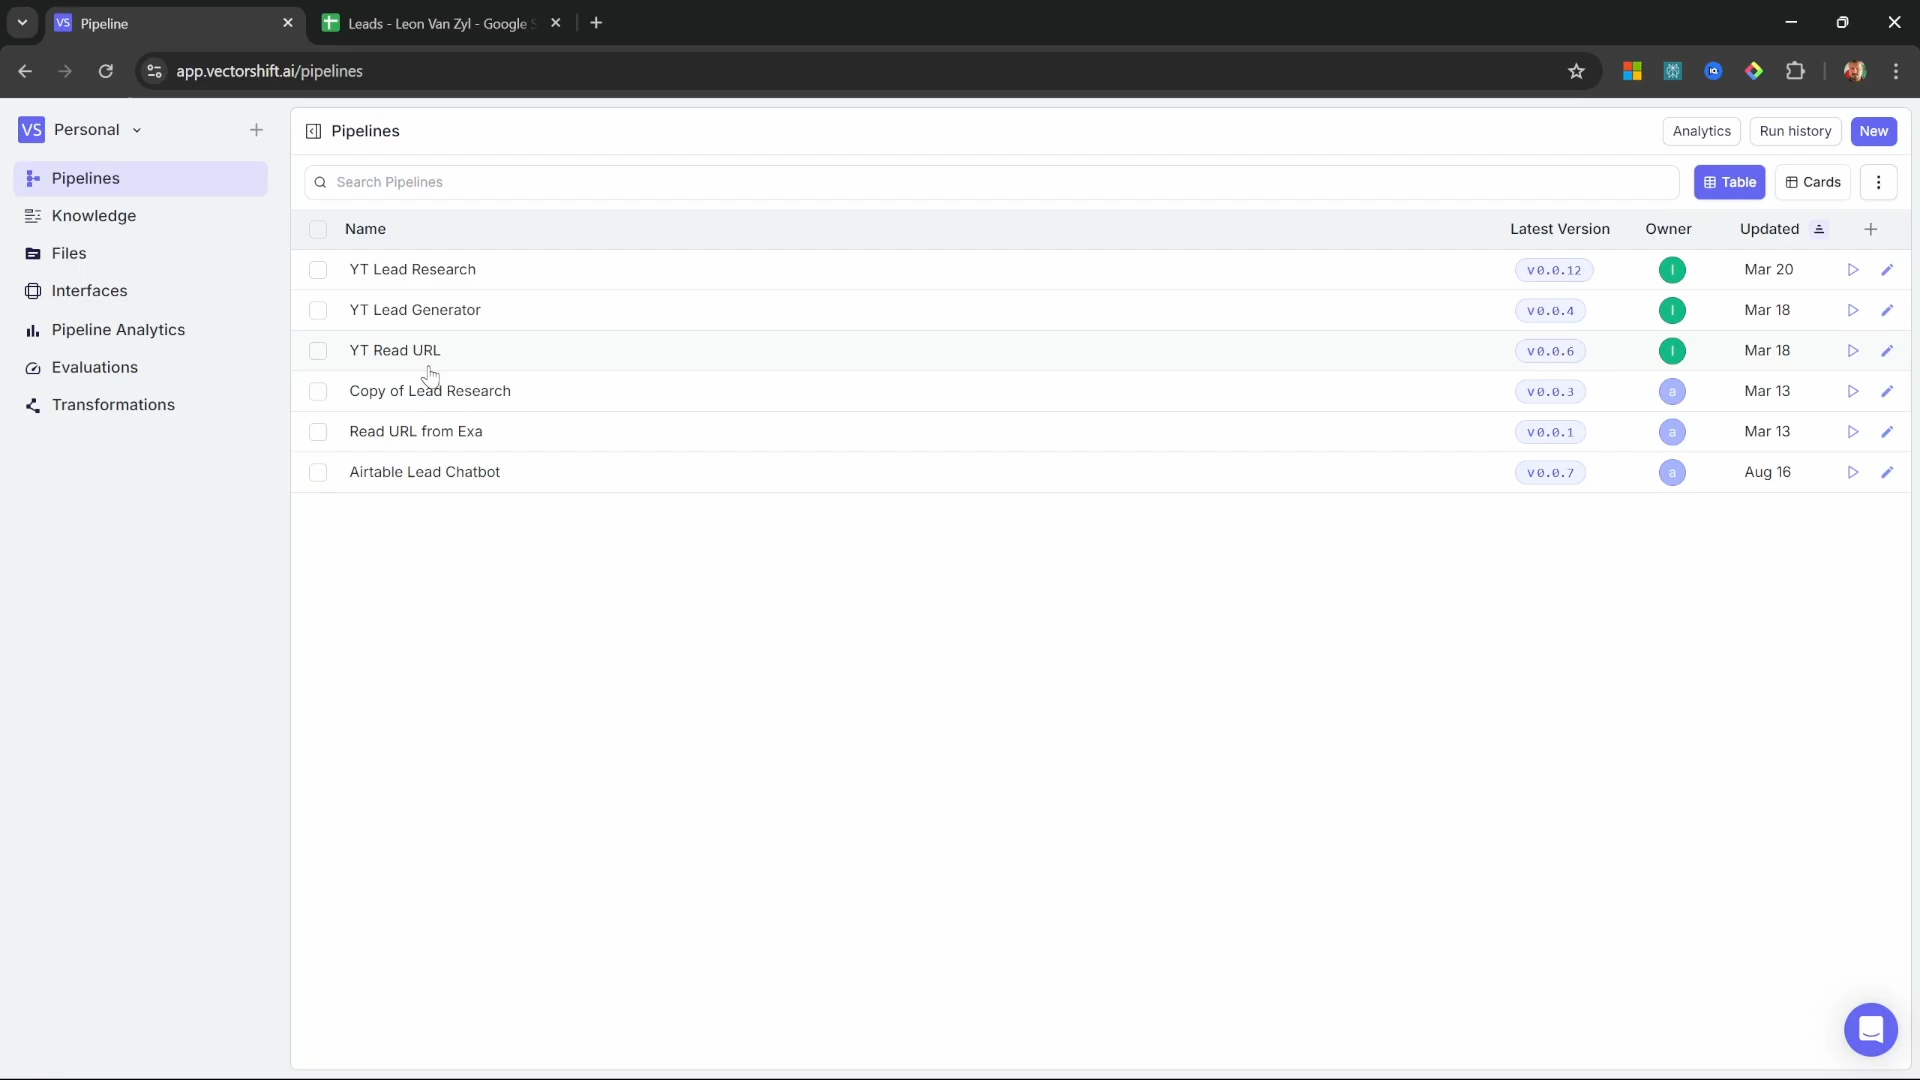 VS Pipeline
Leads - Leon Van Zyl - Google
app.vectorshift.ai/pipelines
VS Personal
Pipelines
Knowledge
Files
Interfaces
Pipeline Analytics
Evaluations
Transformations
Pipelines
Analytics
Run history
New
Search Pipelines
Table
Cards
Name Latest Version Owner Updated
YT Lead Research v0.0.12 I Mar 20
YT Lead Generator v0.0.4 I Mar 18
YT Read URL v0.0.6 I Mar 18
Copy of Lead Research v0.0.3 a Mar 13
Read URL from Exa v0.0.1 a Mar 13
Airtable Lead Chatbot v0.0.7 a Aug 16